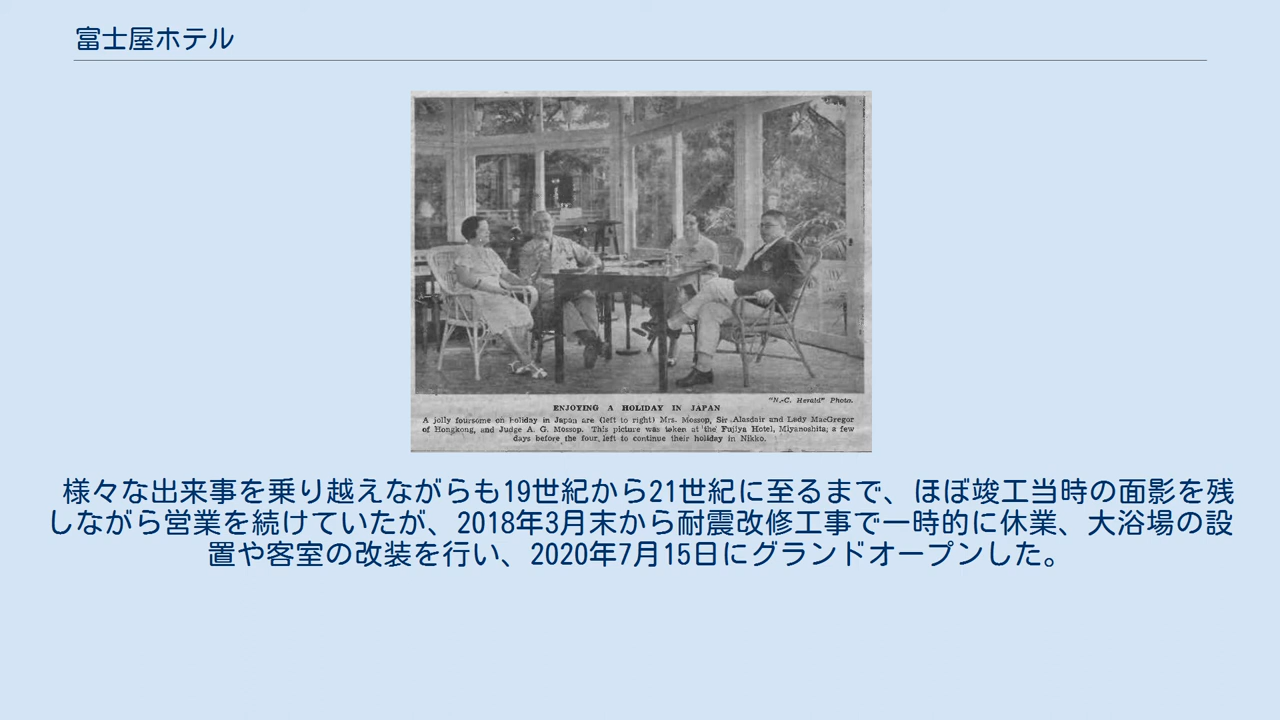 富士屋ホテル
"N.-C. Herald" Photo.
ENJOYING A HOLIDAY IN JAPAN
A jolly foursome on holiday in Japan are (left to right) Mrs. Mossop, Sir Alasdair and Lady MacGregor
of Hongkong, and Judge A. G. Mossop. This picture was taken at the Fujiya Hotel, Miyanoshita, a few
days before the four left to continue their holiday in Nikko.
様々な出来事を乗り越えながらも19世紀から21世紀に至るまで、ほぼ竣工当時の面影を残
しながら営業を続けていたが、2018年3月末から耐震改修工事で一時的に休業、大浴場の設
置や客室の改装を行い、2020年7月15日にグランドオープンした。